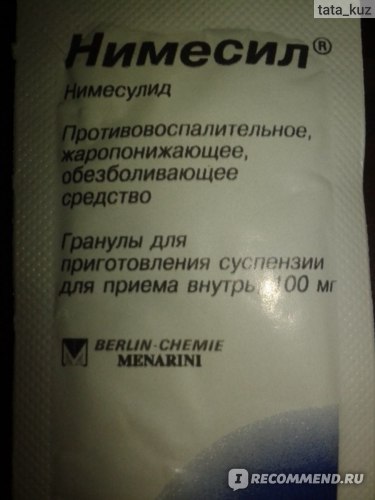 tata_kuz
Нимесил®
Нимесулид
Противовоспалительное,
жаропонижающее,
обезболивающее
средство
Гранулы для
приготовления суспензии
для приема внутрь, 100 мг
BERLIN-CHEMIE
MENARINI
IRECOMMEND.RU